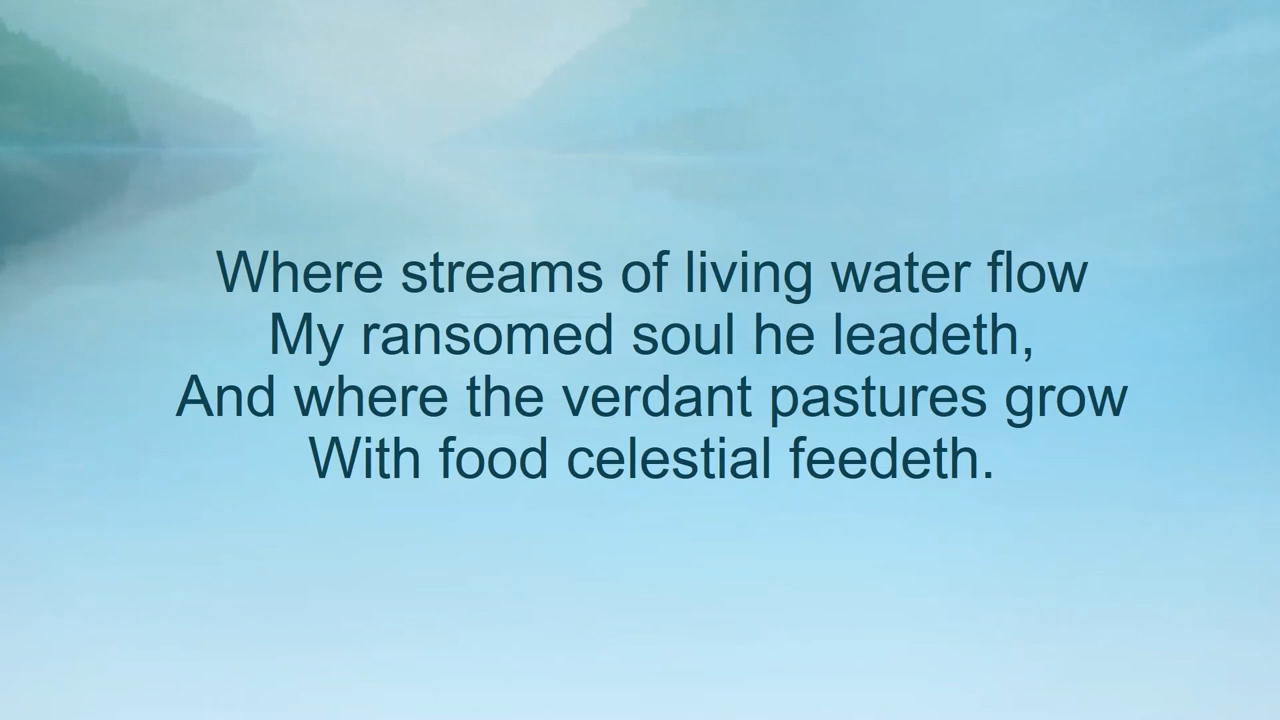 Where streams of living water flow
My ransomed soul he leadeth,
And where the verdant pastures grow
With food celestial feedeth.